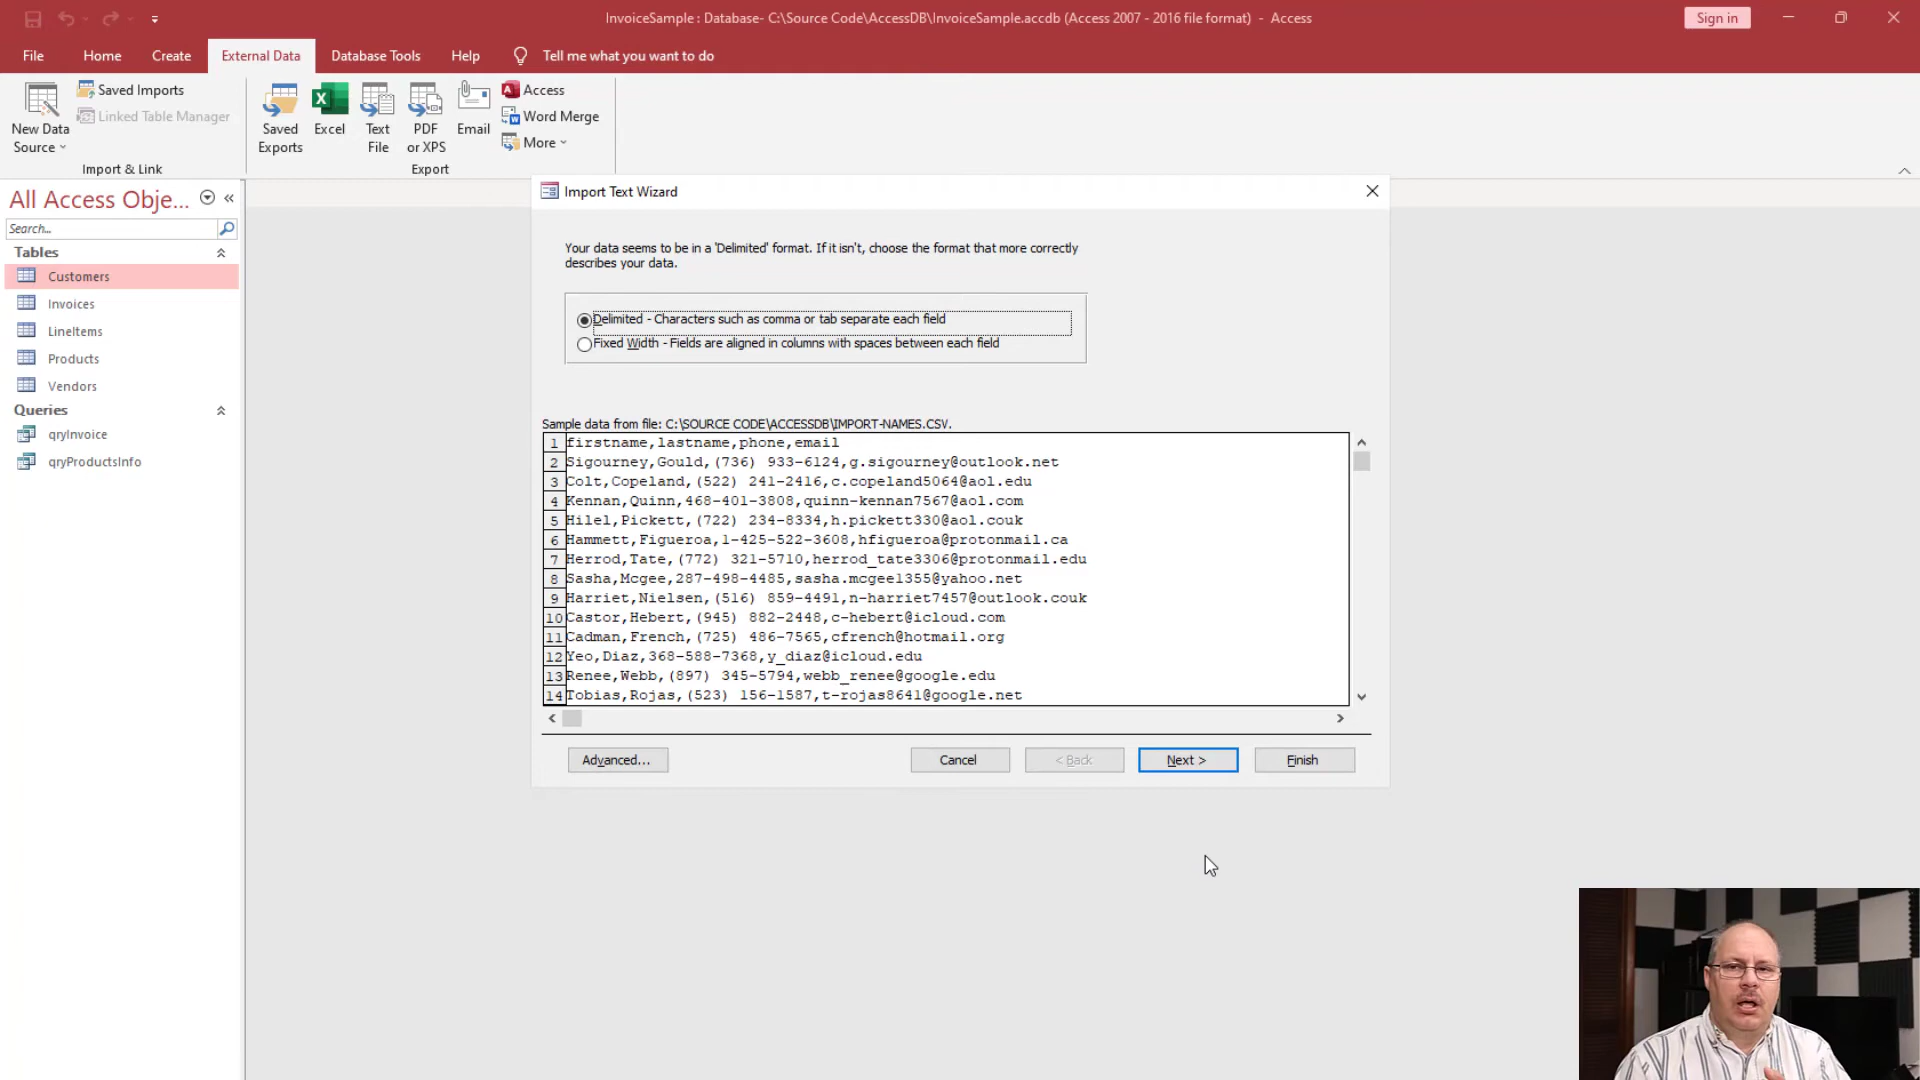 InvoiceSample : Database- C:\Source Code\AccessDB\InvoiceSample.accdb (Access 2007 - 2016 file format) - Access
Sign in
File Home Create External Data Database Tools Help Tell me what you want to do
New Data Source
Saved Imports
Linked Table Manager
Import & Link
Saved Exports
Excel
Text File
PDF or XPS
Email
Access
Word Merge
More
Export
All Access Obje...
Search...
Tables
Customers
Invoices
LineItems
Products
Vendors
Queries
qryInvoice
qryProductsInfo
Import Text Wizard
Your data seems to be in a 'Delimited' format. If it isn't, choose the format that more correctly
describes your data.
Delimited - Characters such as comma or tab separate each field
Fixed Width - Fields are aligned in columns with spaces between each field
Sample data from file: C:\SOURCE CODE\ACCESSDB\IMPORT-NAMES.CSV.
1 firstname,lastname,phone,email
2 Sigourney,Gould,(736) 933-6124,g.sigourney@outlook.net
3 Colt,Copeland,(522) 241-2416,c.copeland5064@aol.edu
4 Kennan,Quinn,468-401-3808,quinn-kennan7567@aol.com
5 Hilel,Pickett,(722) 234-8334,h.pickett330@aol.couk
6 Hammett,Figueroa,1-425-522-3608,hfigueroa@protonmail.ca
7 Herrod,Tate,(772) 321-5710,herrod_tate3306@protonmail.edu
8 Sasha,Mcgee,287-498-4485,sasha.mcgee1355@yahoo.net
9 Harriet,Nielsen,(516) 859-4491,n-harriet7457@outlook.couk
10 Castor,Hebert,(945) 882-2448,c-hebert@icloud.com
11 Cadman,French,(725) 486-7565,cfrench@hotmail.org
12 Yeo,Diaz,368-588-7368,y_diaz@icloud.edu
13 Renee,Webb,(897) 345-5794,webb_renee@google.edu
14 Tobias,Rojas,(523) 156-1587,t-rojas8641@google.net
Advanced... Cancel < Back Next > Finish